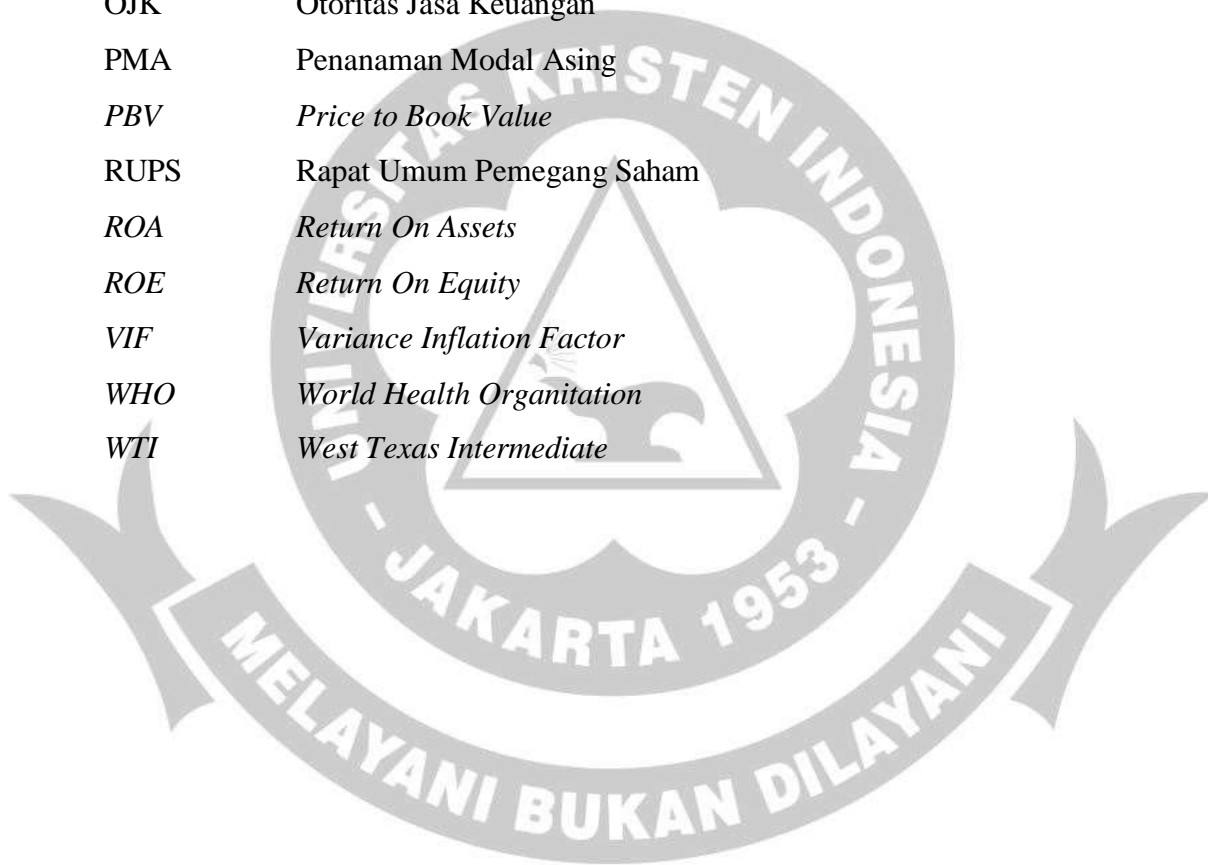 OJK Otoritas Jasa Keuangan
PMA Penanaman Modal Asing
PBV Price to Book Value
RUPS Rapat Umum Pemegang Saham
ROA Return On Assets
ROE Return On Equity
VIF Variance Inflation Factor
WHO World Health Organitation
WTI West Texas Intermediate
UNIVERSITAS KRISTEN INDONESIA
- JAKARTA 1953 -
MELAYANI BUKAN DILAYANI